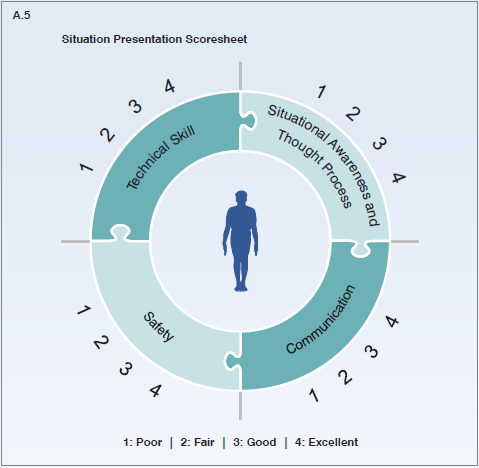 A.5
Situation Presentation Scoresheet
1 2 3 4
Technical Skill
1 2 3 4
Situational Awareness and
Thought Process
1 2 3 4
Safety
1 2 3 4
Communication
1: Poor | 2: Fair | 3: Good | 4: Excellent